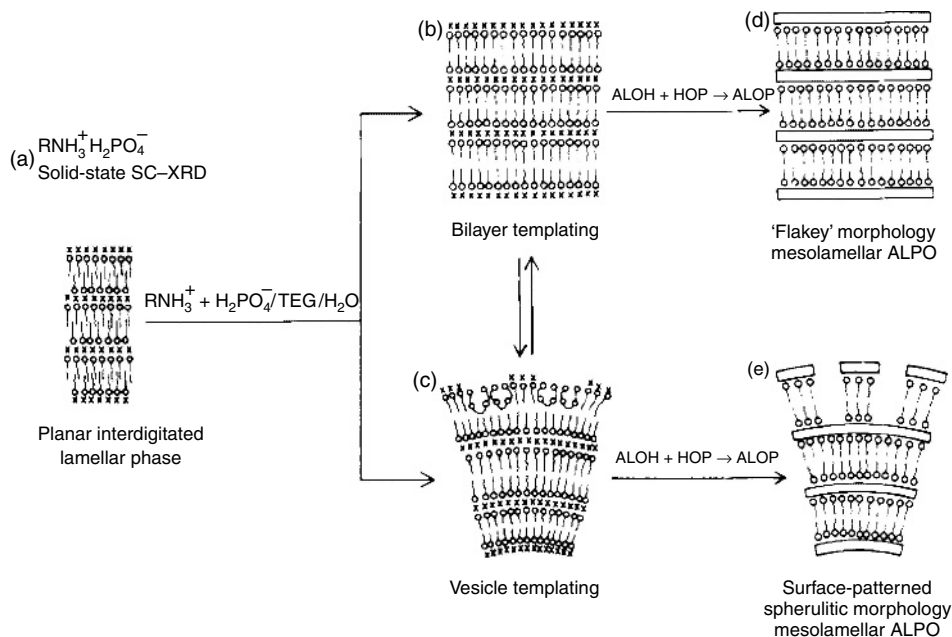 (a) RNH₃⁺H₂PO₄⁻
Solid-state SC–XRD
Planar interdigitated
lamellar phase
RNH₃⁺ + H₂PO₄⁻/TEG/H₂O
(b)
Bilayer templating
(c)
Vesicle templating
ALOH + HOP → ALOP
(d)
'Flakey' morphology
mesolamellar ALPO
ALOH + HOP → ALOP
(e)
Surface-patterned
spherulitic morphology
mesolamellar ALPO